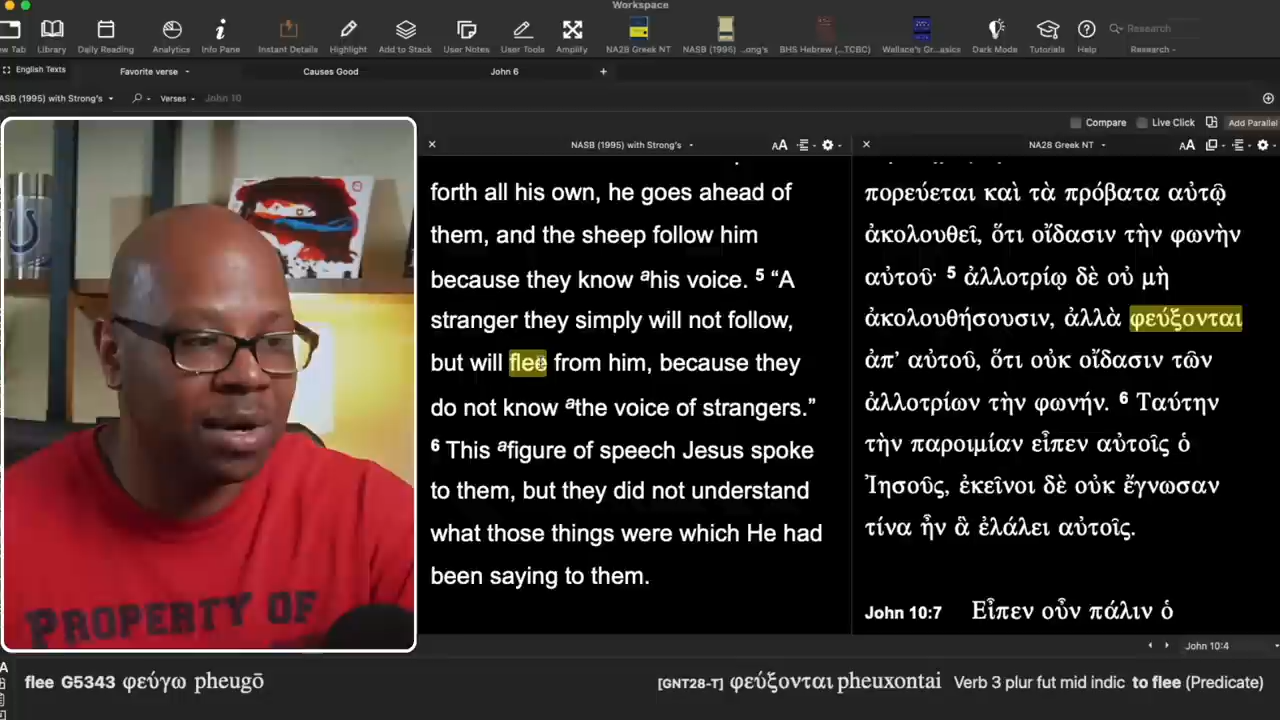 Workspace
ew Tab
Library
Daily Reading
Analytics
Info Pane
Instant Details
Highlight
Add to Stack
User Notes
User Tools
Amplify
NA28 Greek NT
NASB (1995) ...ong's
BHS Hebrew (...TCBC)
Wallace's Gr...asics
Dark Mode
Tutorials
Help
Research
Research
English Texts
Favorite verse
Causes Good
John 6
ASB (1995) with Strong's
Verses
John 10
Compare
Live Click
Add Parallel
NASB (1995) with Strong's
AA
forth all his own, he goes ahead of
them, and the sheep follow him
because they know ᵃhis voice. 5 “A
stranger they simply will not follow,
but will flee from him, because they
do not know ᵃthe voice of strangers.”
6 This ᵃfigure of speech Jesus spoke
to them, but they did not understand
what those things were which He had
been saying to them.
NA28 Greek NT
AA
πορεύεται καὶ τὰ πρόβατα αὐτῷ
ἀκολουθεῖ, ὅτι οἴδασιν τὴν φωνὴν
αὐτοῦ· 5 ἀλλοτρίῳ δὲ οὐ μὴ
ἀκολουθήσουσιν, ἀλλὰ φεύξονται
ἀπ’ αὐτοῦ, ὅτι οὐκ οἴδασιν τῶν
ἀλλοτρίων τὴν φωνήν. 6 Ταύτην
τὴν παροιμίαν εἶπεν αὐτοῖς ὁ
Ἰησοῦς, ἐκεῖνοι δὲ οὐκ ἔγνωσαν
τίνα ἦν ἃ ἐλάλει αὐτοῖς.
John 10:7 Εἶπεν οὖν πάλιν ὁ
John 10:4
PROPERTY OF
flee G5343 φεύγω pheugō
[GNT28-T] φεύξονται pheuxontai Verb 3 plur fut mid indic to flee (Predicate)